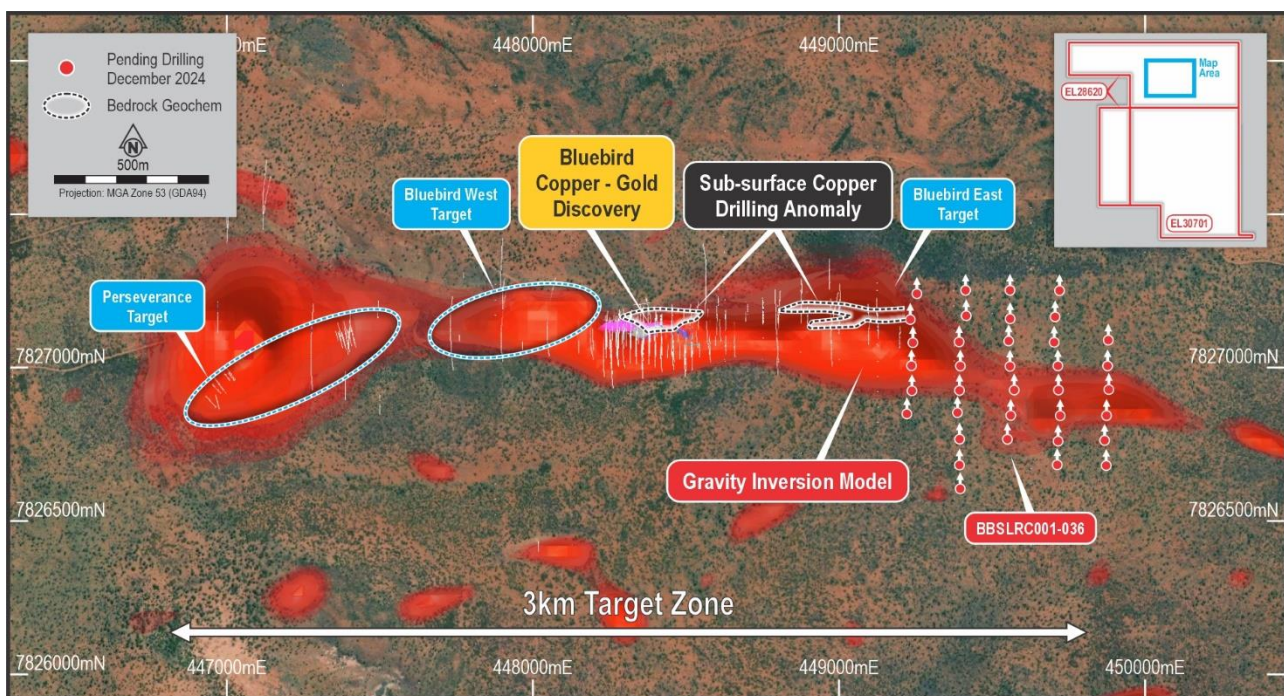 Pending Drilling
December 2024
Bedrock Geochem
N
500m
Projection: MGA Zone 53 (GDA94)
0mE
448000mE
449000mE
Map
Area
EL28620
EL30701
Bluebird
Copper - Gold
Discovery
Sub-surface Copper
Drilling Anomaly
Bluebird West
Target
Bluebird East
Target
Perseverance
Target
7827000mN
7827000mN
Gravity Inversion Model
BBSLRC001-036
7826500mN
7826500mN
3km Target Zone
7826000mN
447000mE
448000mE
449000mE
450000mE